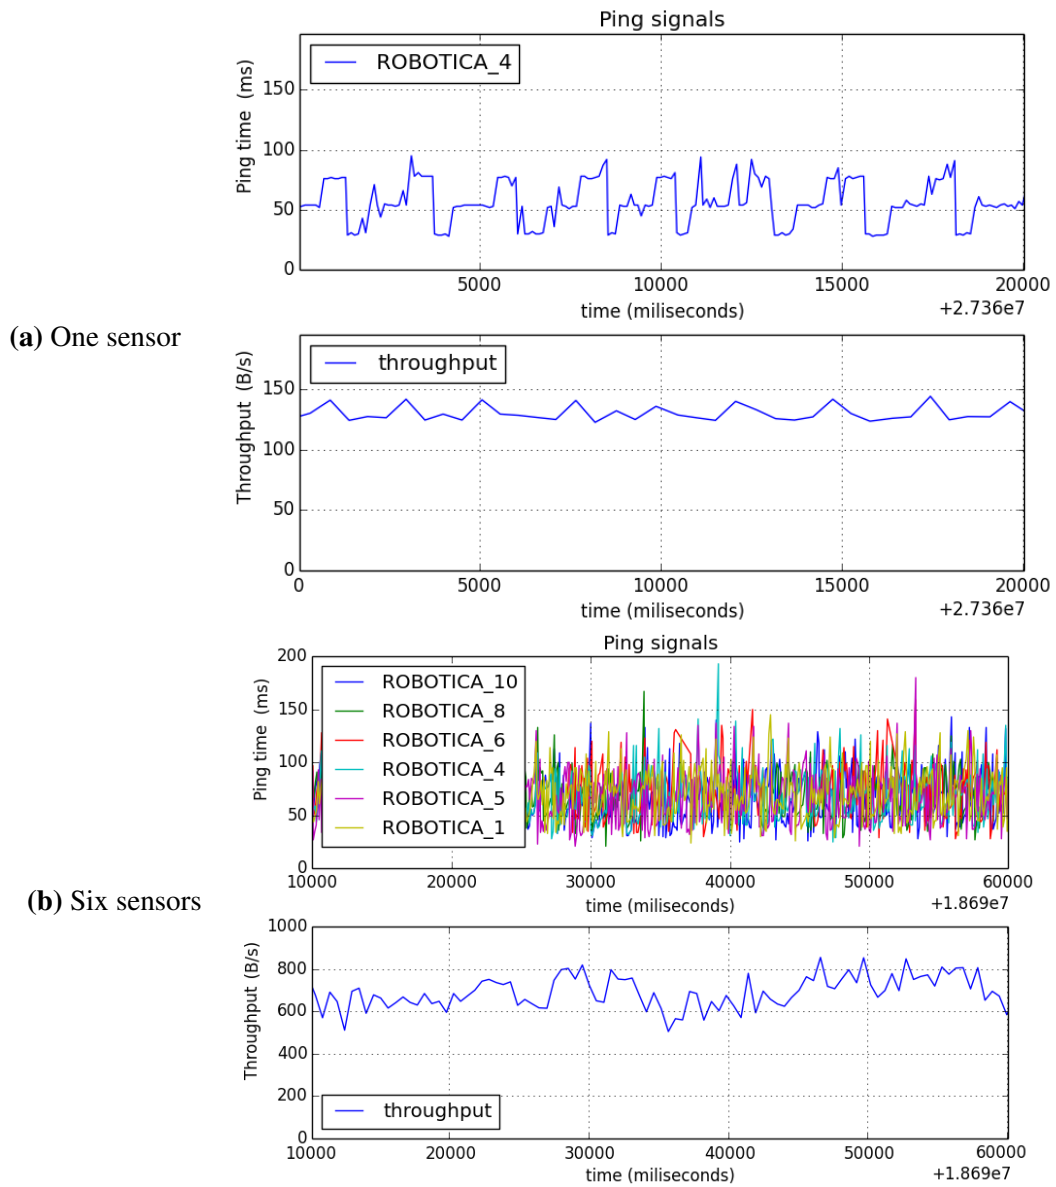 Ping signals
ROBOTICA_4
Ping time (ms)
150
100
50
0
5000 10000 15000 20000
time (miliseconds)
+2.736e7
(a) One sensor
throughput
Throughput (B/s)
150
100
50
0
0 5000 10000 15000 20000
time (miliseconds)
+2.736e7
Ping signals
200
150
100
50
0
Ping time (ms)
ROBOTICA_10
ROBOTICA_8
ROBOTICA_6
ROBOTICA_4
ROBOTICA_5
ROBOTICA_1
10000 20000 30000 40000 50000 60000
time (miliseconds)
+1.869e7
(b) Six sensors
1000
800
600
400
200
0
Throughput (B/s)
throughput
10000 20000 30000 40000 50000 60000
time (miliseconds)
+1.869e7